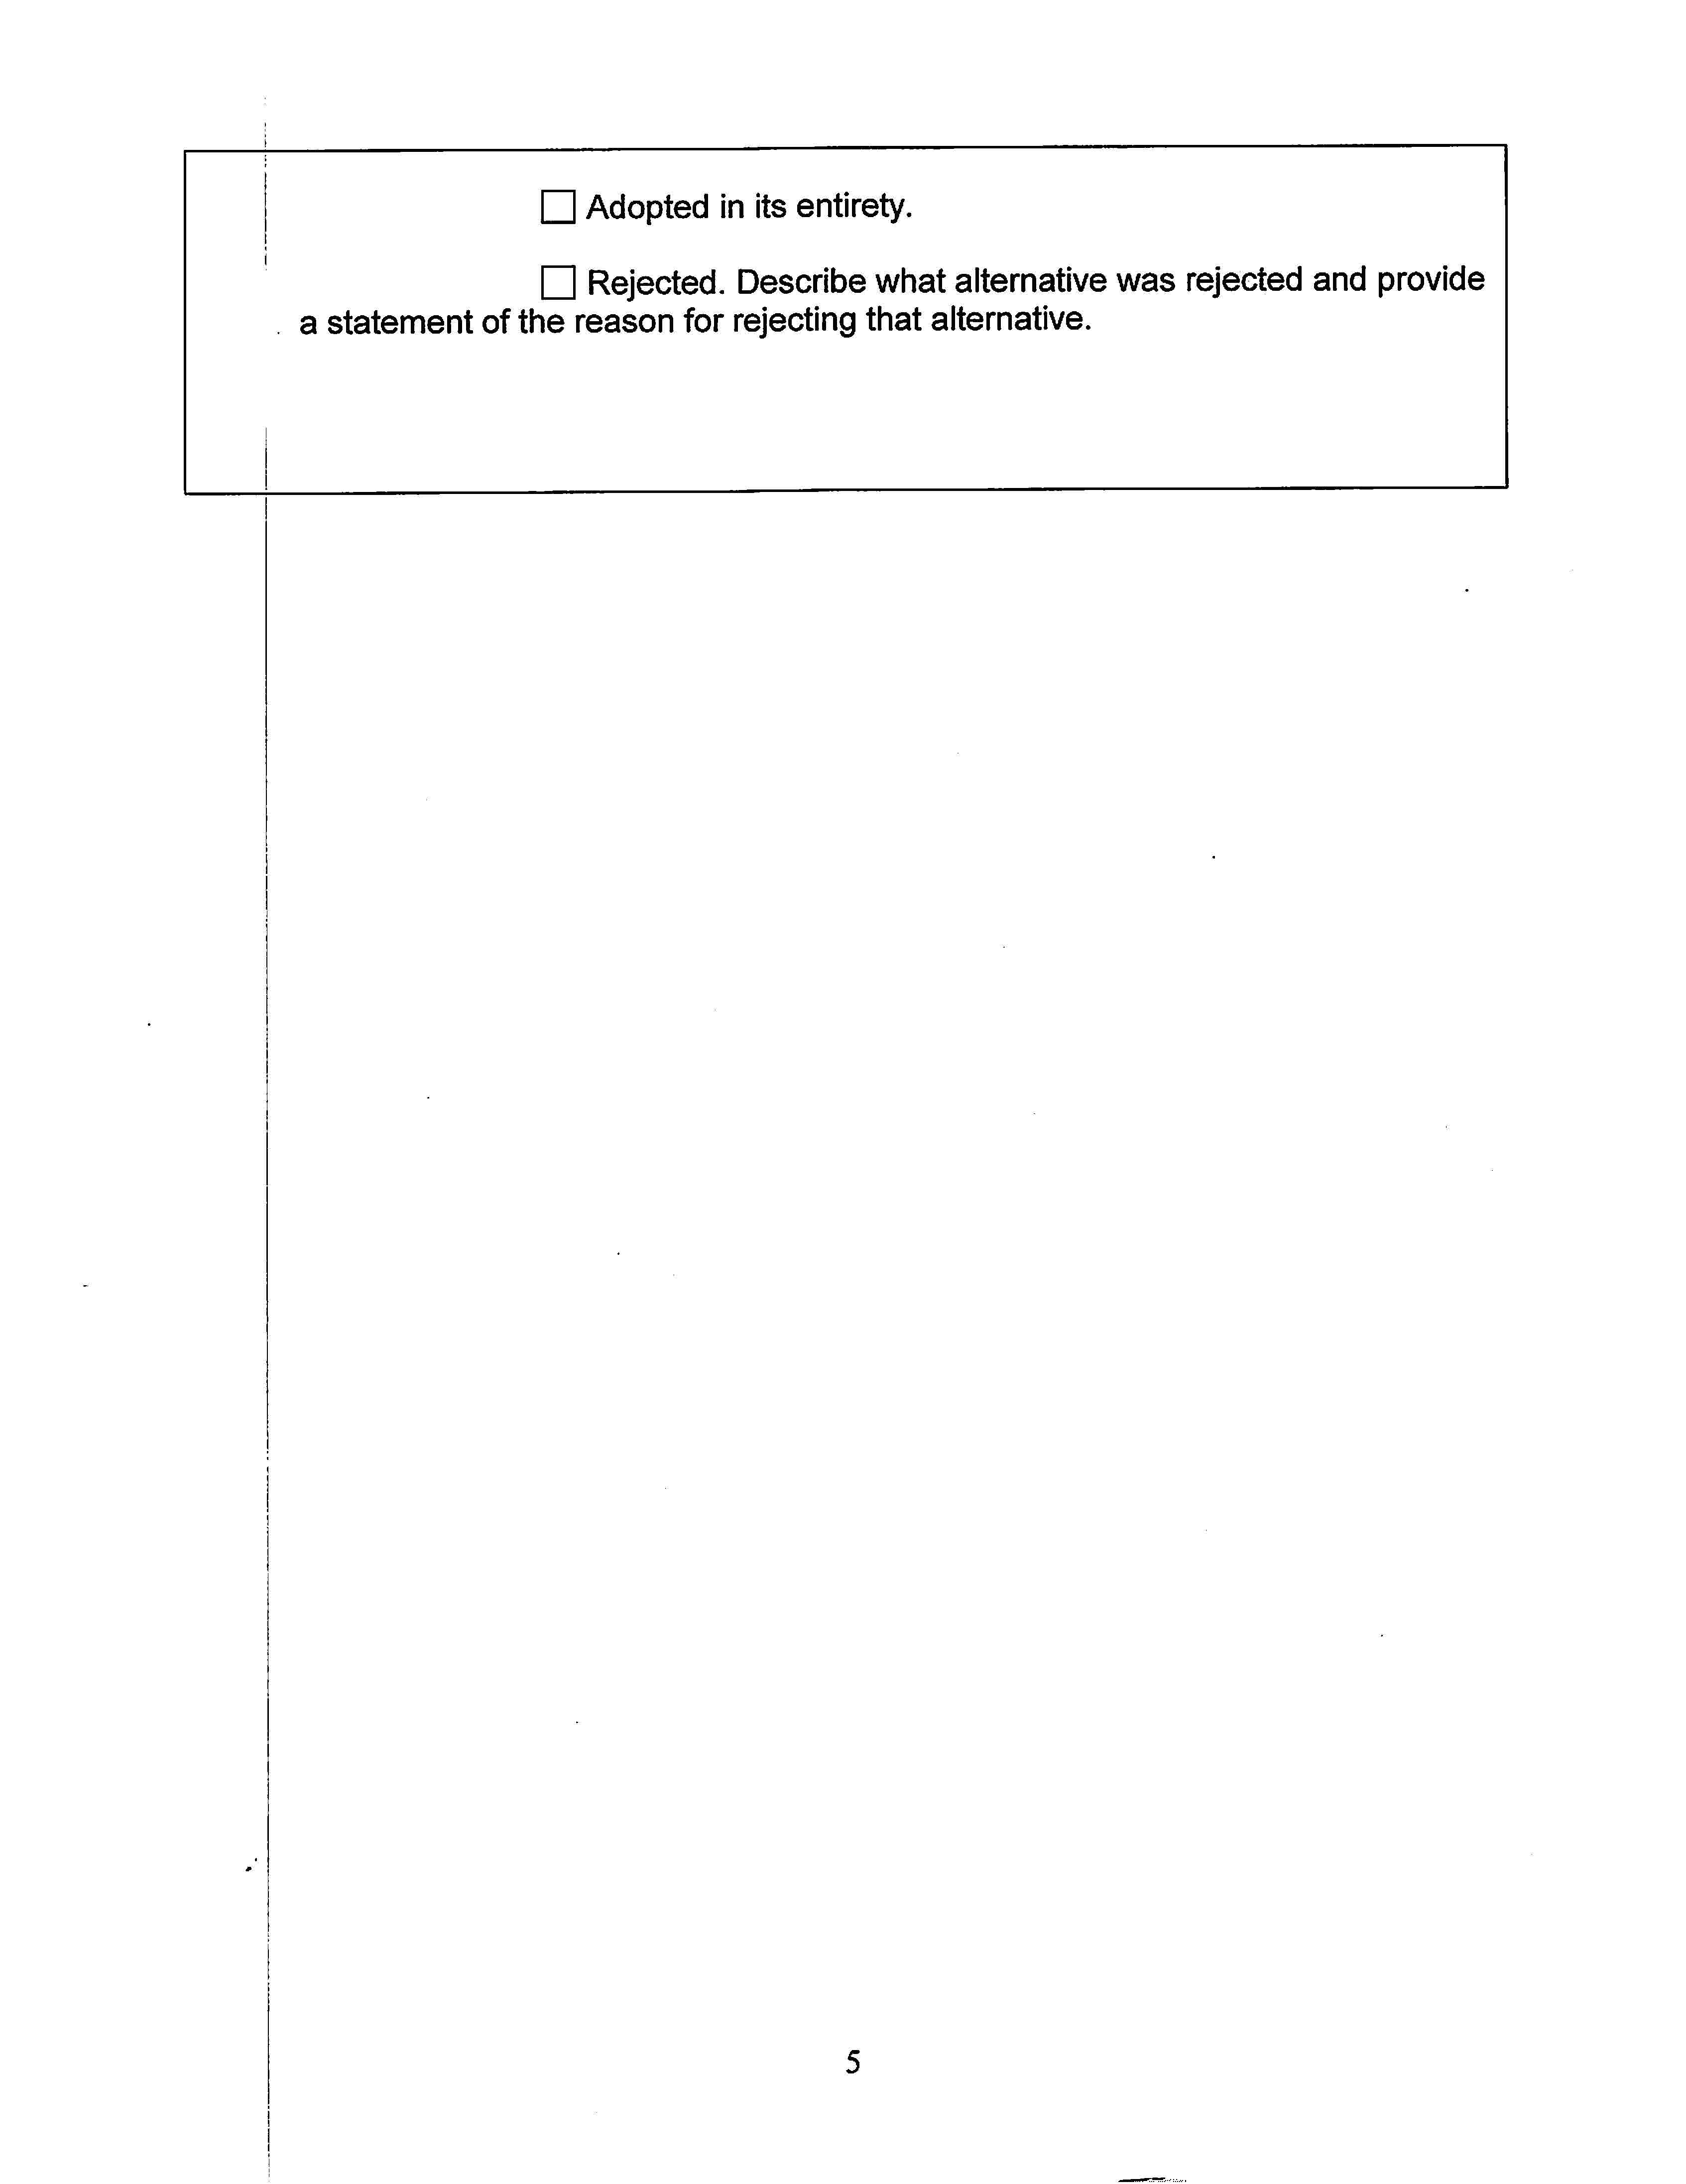 ☐ Adopted in its entirety.
☐ Rejected. Describe what alternative was rejected and provide
a statement of the reason for rejecting that alternative.
5